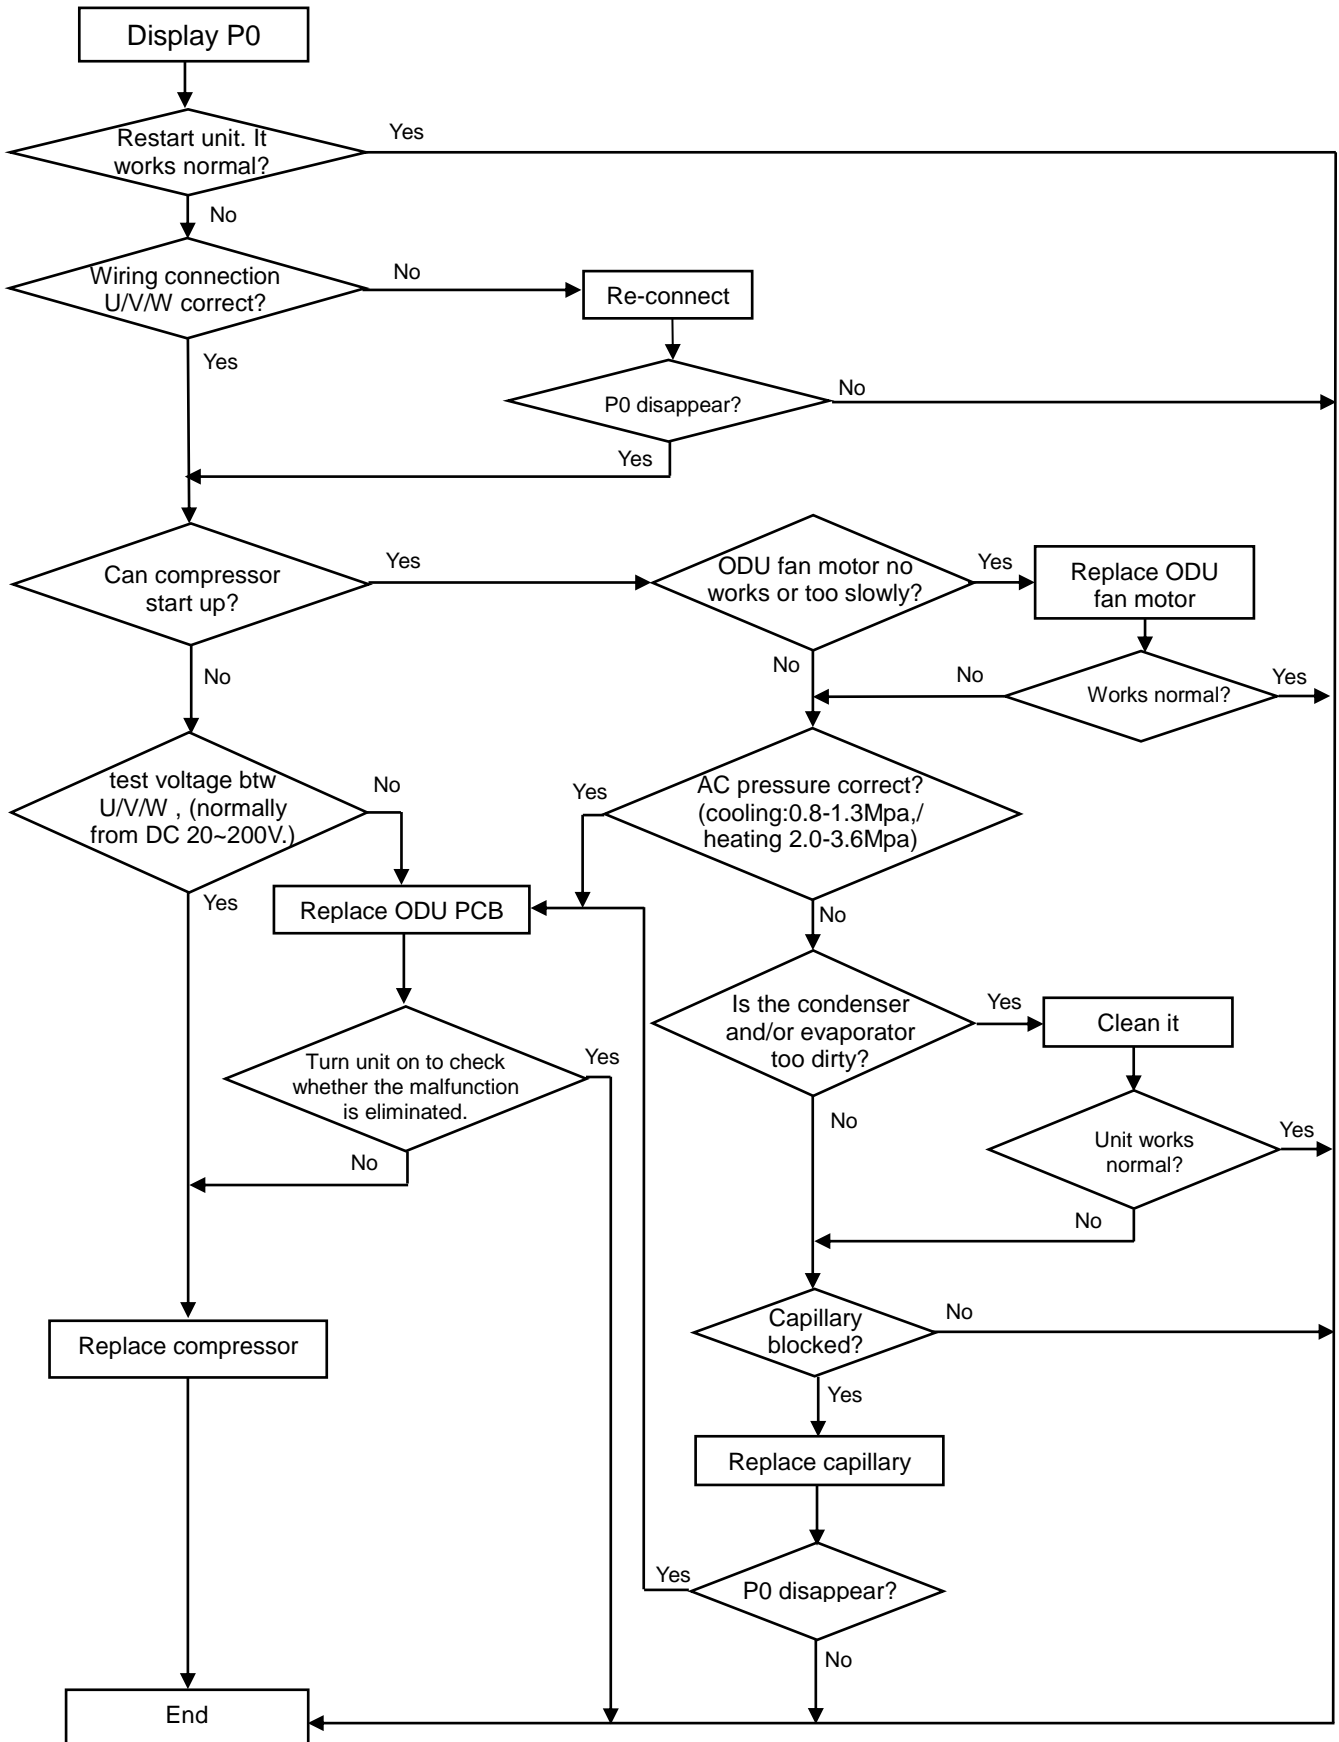 Display P0
Restart unit. It
works normal?
Yes
No
Wiring connection
U/V/W correct?
No
Re-connect
Yes
P0 disappear?
No
Yes
Can compressor
start up?
Yes
ODU fan motor no
works or too slowly?
Yes
Replace ODU
fan motor
No
No
No
Works normal?
Yes
test voltage btw
U/V/W , (normally
from DC 20~200V.)
No
Yes
AC pressure correct?
(cooling:0.8-1.3Mpa,/
heating 2.0-3.6Mpa)
Yes
Replace ODU PCB
No
Is the condenser
and/or evaporator
too dirty?
Yes
Clean it
Turn unit on to check
whether the malfunction
is eliminated.
Yes
No
No
Unit works
normal?
Yes
No
Capillary
blocked?
No
Replace compressor
Yes
Replace capillary
Yes
P0 disappear?
No
End